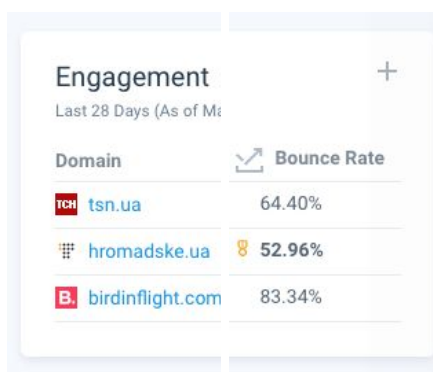 Engagement
Last 28 Days (As of Ma
Domain Bounce Rate
TCH tsn.ua 64.40%
hromadske.ua 52.96%
B. birdinflight.com 83.34%